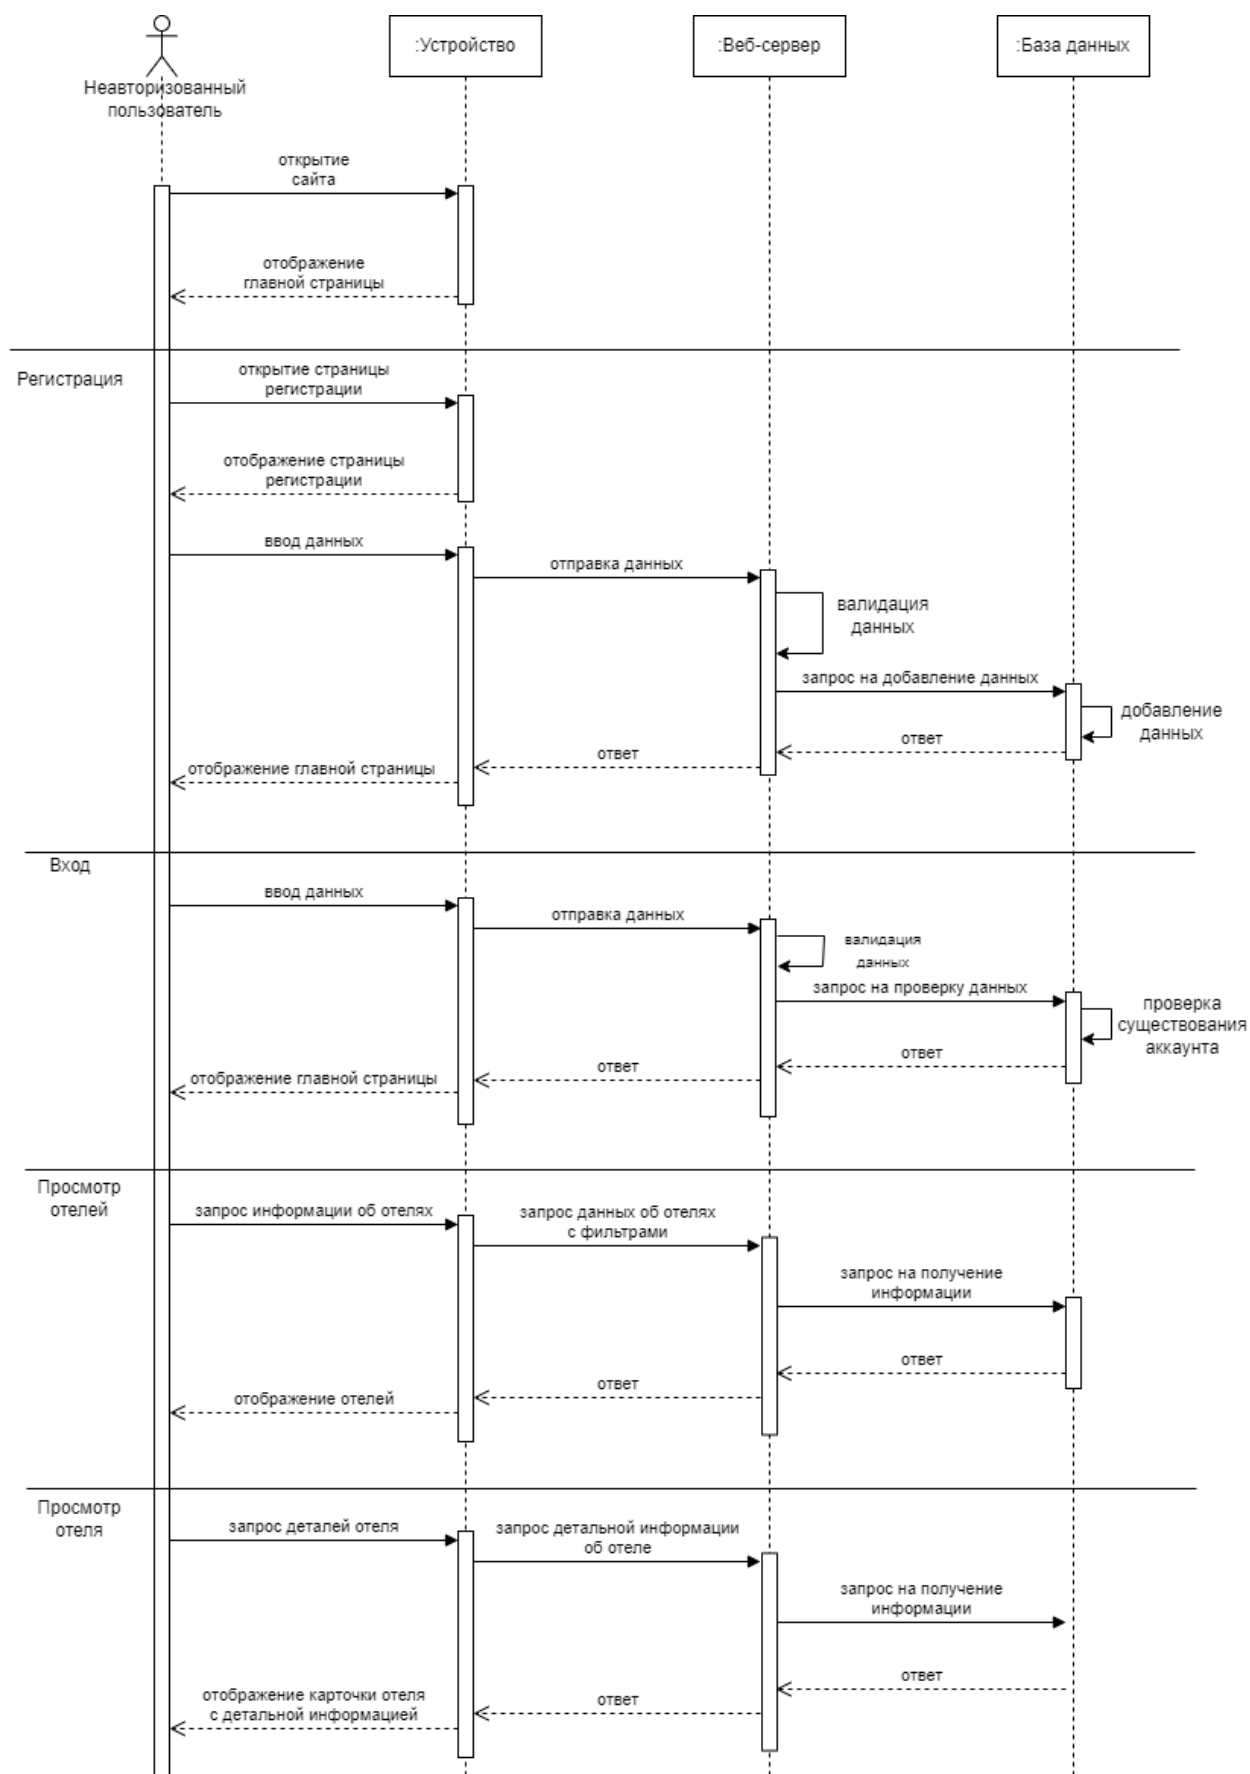 :Устройство
:Веб-сервер
:База данных
Неавторизованный
пользователь
открытие
сайта
отображение
главной страницы
Регистрация
открытие страницы
регистрации
отображение страницы
регистрации
ввод данных
отправка данных
валидация
данных
запрос на добавление данных
добавление
данных
ответ
ответ
отображение главной страницы
Вход
ввод данных
отправка данных
валидация
данных
запрос на проверку данных
проверка
существования
аккаунта
ответ
ответ
отображение главной страницы
Просмотр
отелей
запрос информации об отелях
запрос данных об отелях
с фильтрами
запрос на получение
информации
ответ
ответ
отображение отелей
Просмотр
отеля
запрос деталей отеля
запрос детальной информации
об отеле
запрос на получение
информации
ответ
ответ
отображение карточки отеля
с детальной информацией